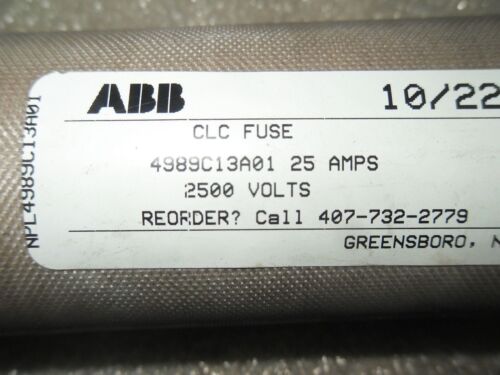 ABB 10/22
CLC FUSE
4989C13A01 25 AMPS
2500 VOLTS
REORDER? Call 407-732-2779
GREENSBORO, N
NPL4989C13A01